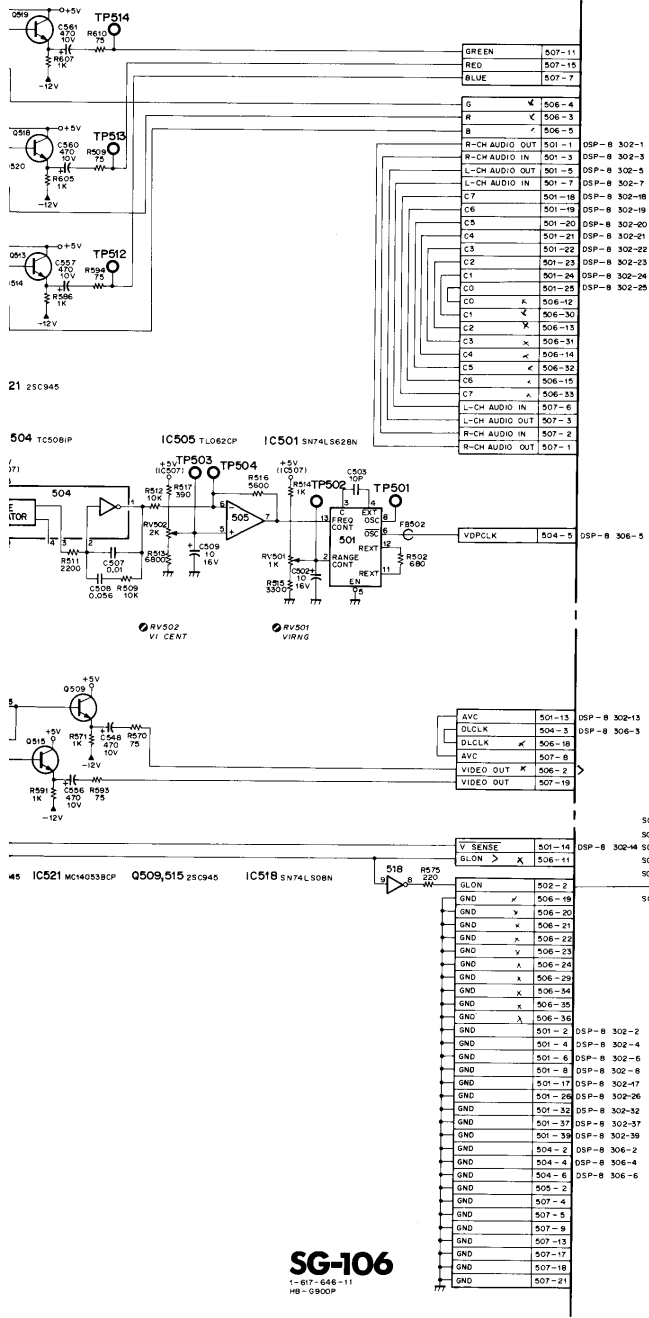 Q519
+5V
C561
470
10V
R610
75
TP514
R607
1K
-12V
GREEN 507-11
RED 507-15
BLUE 507-7
G X 506-4
R X 506-3
B 506-5
Q518
+5V
C560
470
10V
R509
75
TP513
R605
1K
-12V
R-CH AUDIO OUT 501-1 DSP-8 302-1
R-CH AUDIO IN 501-3 DSP-8 302-3
L-CH AUDIO OUT 501-5 DSP-8 302-5
L-CH AUDIO IN 501-7 DSP-8 302-7
C7 501-18 DSP-8 302-18
C6 501-19 DSP-8 302-19
C5 501-20 DSP-8 302-20
C4 501-21 DSP-8 302-21
C3 501-22 DSP-8 302-22
C2 501-23 DSP-8 302-23
C1 501-24 DSP-8 302-24
C0 501-25 DSP-8 302-25
C0 X 506-12
C1 X 506-30
C2 X 506-13
C3 X 506-31
C4 506-14
C5 506-32
C6 506-15
C7 506-33
L-CH AUDIO IN 507-6
L-CH AUDIO OUT 507-3
R-CH AUDIO IN 507-2
R-CH AUDIO OUT 507-1
520
Q513
514
+5V
C557
470
10V
R594
75
TP512
R586
1K
-12V
21 2SC945
504 TC5081P
IC505 TL062CP
IC501 SN74LS628N
+5V
(IC507)
TP503
TP504
R516
5600
+5V
(IC507)
TP502
C503
10P
TP501
504
R512
10K
R517
390
R514
1K
RV502
2K
505
R513
6800
C509
10
16V
RV501
1K
R515
3300
C502
10
16V
FREQ
CONT
EXT
OSC
OSC
501
RANGE
CONT
REXT
REXT
EN
FB502
R502
680
R511
2200
C507
0.01
C508
0.056
R509
10K
VDPCLK 504-5 DSP-8 306-5
RV502
VI CENT
RV501
VIRNG
Q509
+5V
Q515
+5V
R571
1K
C548
470
10V
R570
75
-12V
R591
1K
C556
470
10V
R593
75
-12V
AVC 501-13 DSP-8 302-13
DLCLK 504-3 DSP-8 306-3
DLCLK X 506-18
AVC 507-8
VIDEO OUT X 506-2
VIDEO OUT 507-19
V SENSE 501-14 DSP-8 302-14
GLON X 506-11
IC521 MC14053BCP
Q509,515 2SC945
IC518 SN74LS08N
518
9
8
R575
220
GLON 502-2
GND X 506-19
GND X 506-20
GND X 506-21
GND X 506-22
GND X 506-23
GND 506-24
GND X 506-29
GND X 506-34
GND X 506-35
GND X 506-36
GND 501-2 DSP-8 302-2
GND 501-4 DSP-8 302-4
GND 501-6 DSP-8 302-6
GND 501-8 DSP-8 302-8
GND 501-17 DSP-8 302-17
GND 501-26 DSP-8 302-26
GND 501-32 DSP-8 302-32
GND 501-37 DSP-8 302-37
GND 501-39 DSP-8 302-39
GND 504-2 DSP-8 306-2
GND 504-4 DSP-8 306-4
GND 504-6 DSP-8 306-6
GND 505-2
GND 507-4
GND 507-5
GND 507-9
GND 507-13
GND 507-17
GND 507-18
GND 507-21
SG-106
1-617-646-11
HB-G900P